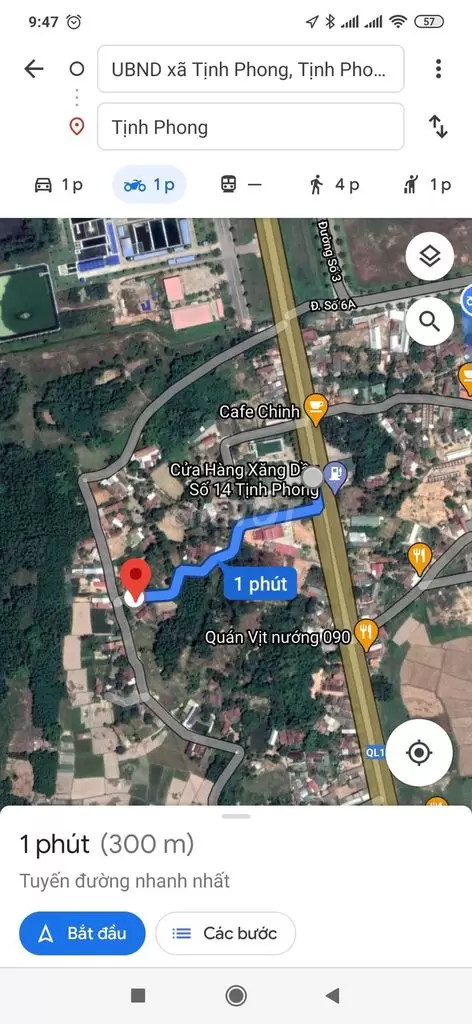 9:47
57
UBND xã Tịnh Phong, Tịnh Pho...
Tịnh Phong
1 p
1 p
—
4 p
1 p
Đường Số 3
Đ. Số 6A
Cafe Chỉnh
Cửa Hàng Xăng Dầ
Số 14 Tịnh Phong
1 phút
Quán Vịt nướng 090
QL1
1 phút (300 m)
Tuyến đường nhanh nhất
Bắt đầu
Các bước